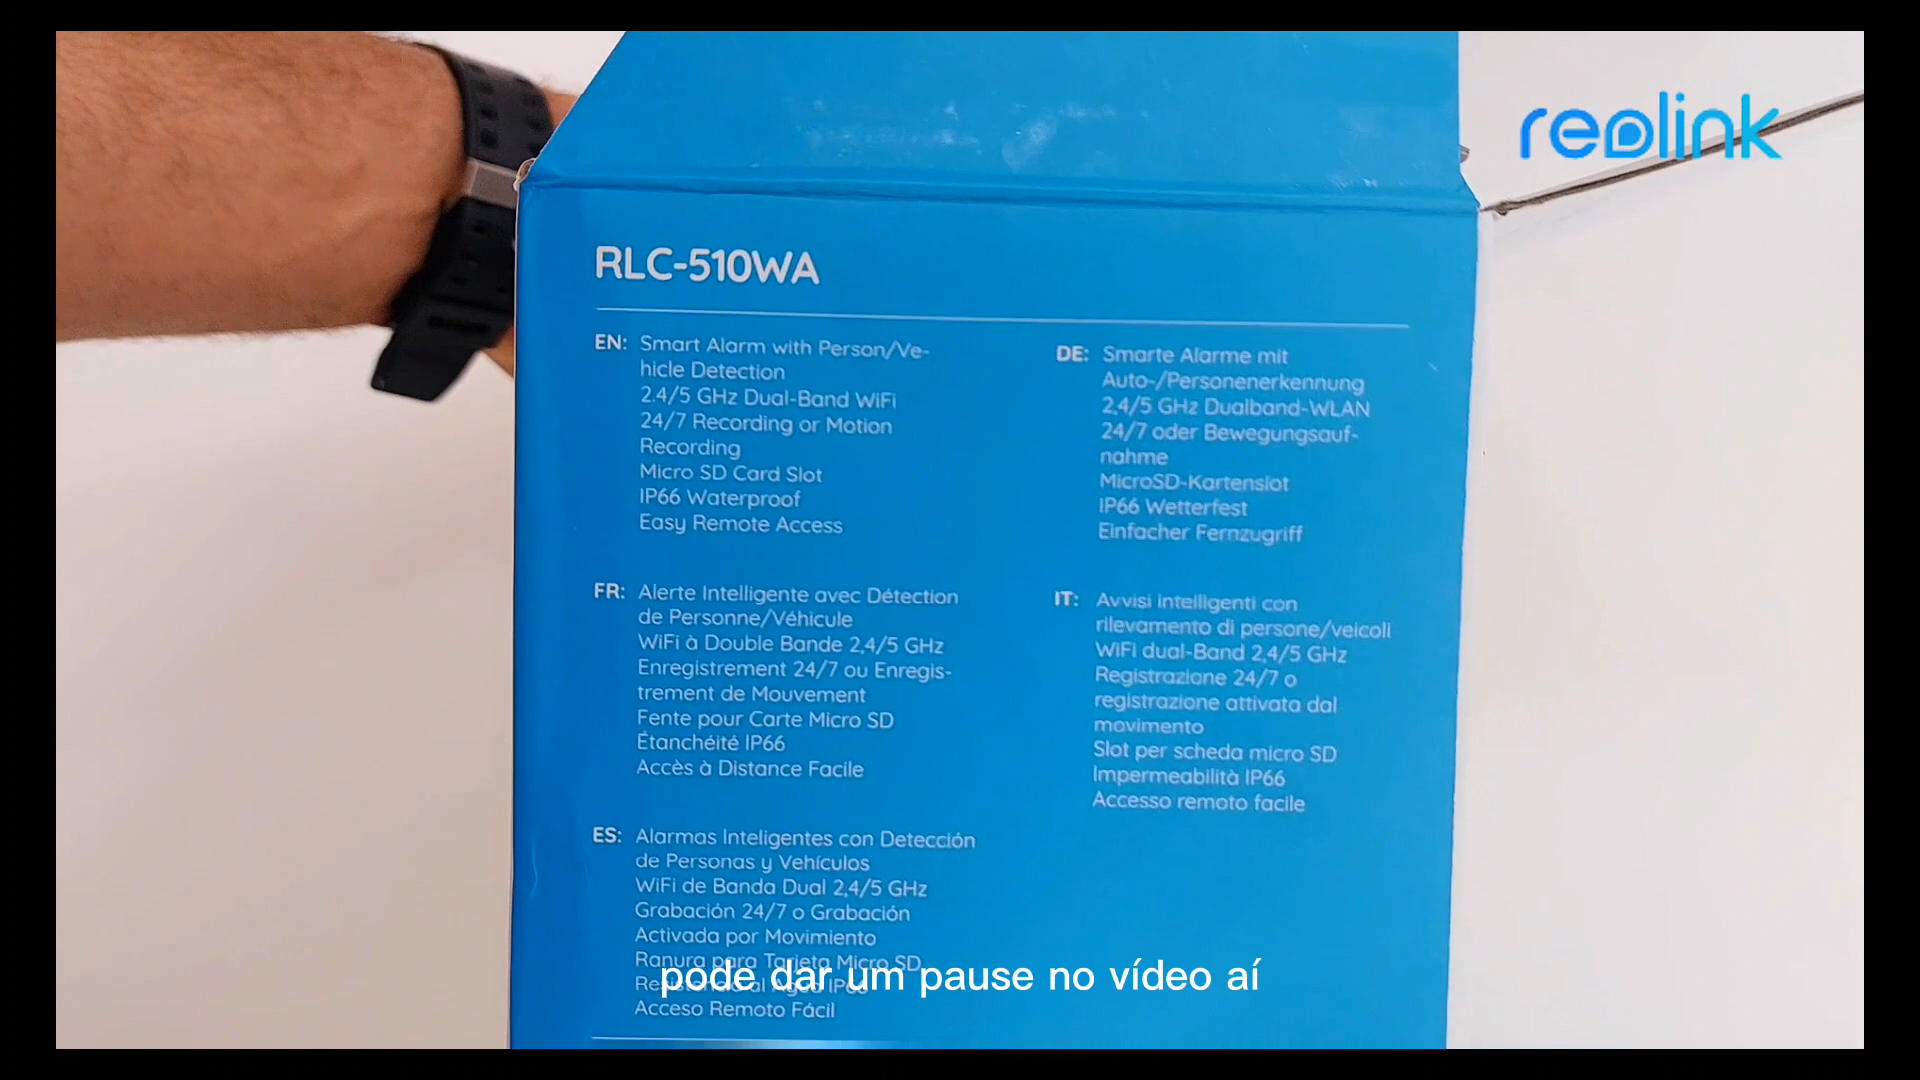 reolink
RLC-510WA
EN: Smart Alarm with Person/Ve-
hicle Detection
2.4/5 GHz Dual-Band WiFi
24/7 Recording or Motion
Recording
Micro SD Card Slot
IP66 Waterproof
Easy Remote Access
DE: Smarte Alarme mit
Auto-/Personenerkennung
2,4/5 GHz Dualband-WLAN
24/7 oder Bewegungsauf-
nahme
MicroSD-Kartenslot
IP66 Wetterfest
Einfacher Fernzugriff
FR: Alerte Intelligente avec Détection
de Personne/Véhicule
WiFi à Double Bande 2,4/5 GHz
Enregistrement 24/7 ou Enregis-
trement de Mouvement
Fente pour Carte Micro SD
Étanchéité IP66
Accès à Distance Facile
IT: Avvisi intelligenti con
rilevamento di persone/veicoli
WiFi dual-Band 2,4/5 GHz
Registrazione 24/7 o
registrazione attivata dal
movimento
Slot per scheda micro SD
Impermeabilità IP66
Accesso remoto facile
ES: Alarmas Inteligentes con Detección
de Personas y Vehículos
WiFi de Banda Dual 2,4/5 GHz
Grabación 24/7 o Grabación
Activada por Movimiento
Ranura para Tarjeta Micro SD
al Agua IP66
Acceso Remoto Fácil
pode dar um pause no vídeo aí